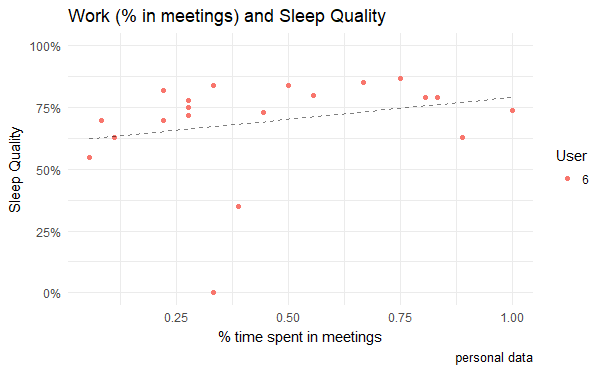 Work (% in meetings) and Sleep Quality
100%
75%
50%
25%
0%
Sleep Quality
0.25 0.50 0.75 1.00
% time spent in meetings
User
6
personal data